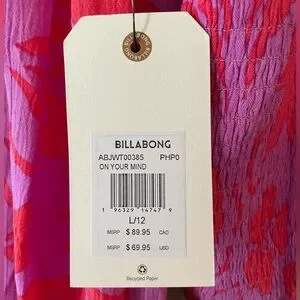 BILLABONG
BILLABONG
ABJWT00385 PHP0
ON YOUR MIND
1 96329 14747 9
L/12
MSRP $ 89.95 CAD
MSRP $ 69.95 USD
Recycled Paper